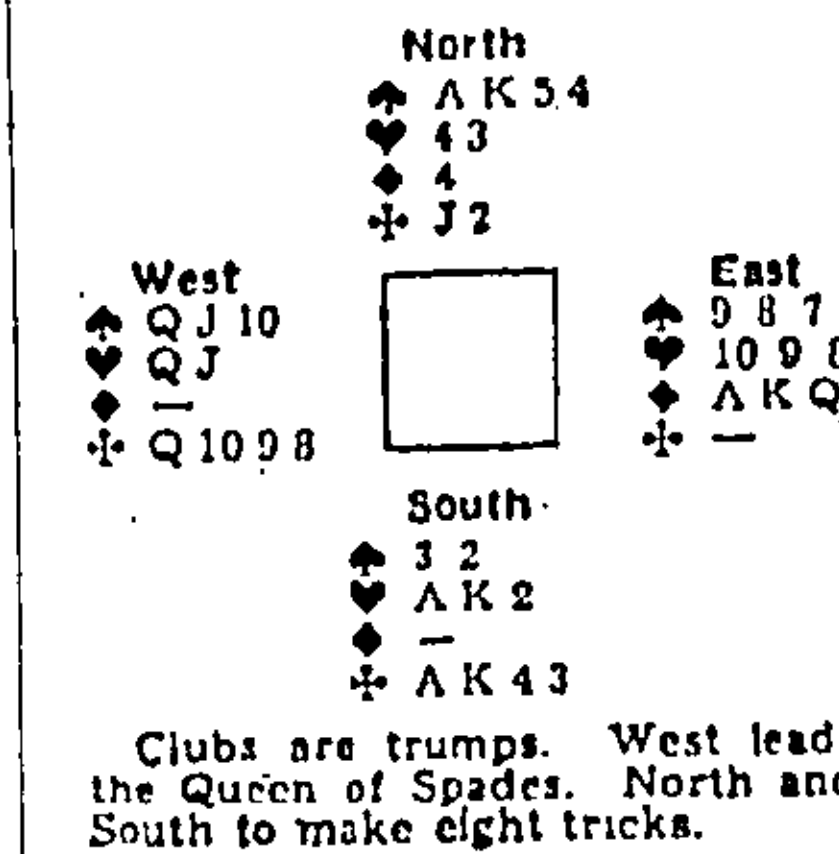 North
♠ A K 5 4
♥ 4 3
♦ 4
♣ J 2
West
♠ Q J 10
♥ Q J
♦ —
♣ Q 10 9 8
East
♠ 9 8 7
♥ 10 9
♦ A K Q
♣ —
South
♠ 3 2
♥ A K 2
♦ —
♣ A K 4 3
Clubs are trumps. West lead
the Queen of Spades. North and
South to make eight tricks.